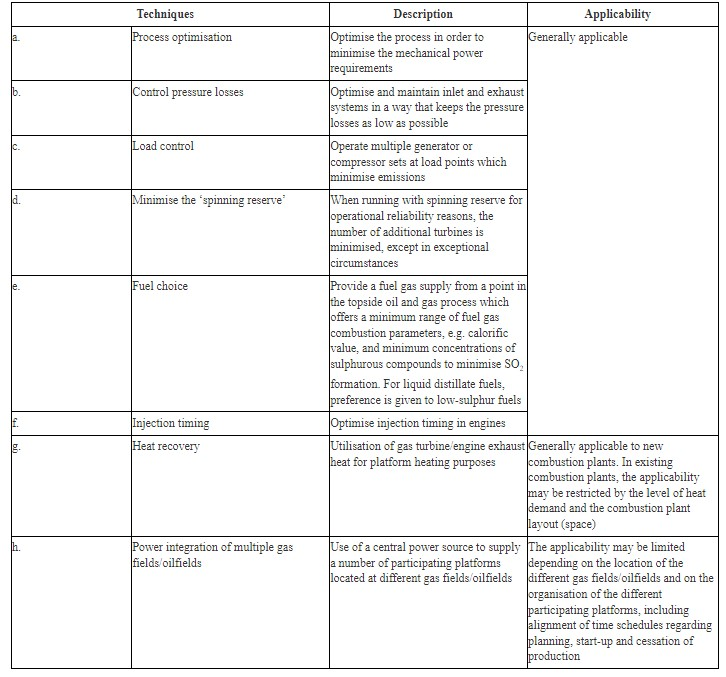 Techniques Description Applicability
a. Process optimisation Optimise the process in order to Generally applicable
minimise the mechanical power
requirements
b. Control pressure losses Optimise and maintain inlet and exhaust
systems in a way that keeps the pressure
losses as low as possible
c. Load control Operate multiple generator or
compressor sets at load points which
minimise emissions
d. Minimise the ‘spinning reserve’ When running with spinning reserve for
operational reliability reasons, the
number of additional turbines is
minimised, except in exceptional
circumstances
e. Fuel choice Provide a fuel gas supply from a point in
the topside oil and gas process which
offers a minimum range of fuel gas
combustion parameters, e.g. calorific
value, and minimum concentrations of
sulphurous compounds to minimise SO₂
formation. For liquid distillate fuels,
preference is given to low-sulphur fuels
f. Injection timing Optimise injection timing in engines
g. Heat recovery Utilisation of gas turbine/engine exhaust
heat for platform heating purposes
Generally applicable to new
combustion plants. In existing
combustion plants, the applicability
may be restricted by the level of heat
demand and the combustion plant
layout (space)
h. Power integration of multiple gas
fields/oilfields
Use of a central power source to supply
a number of participating platforms
located at different gas fields/oilfields
The applicability may be limited
depending on the location of the
different gas fields/oilfields and on the
organisation of the different
participating platforms, including
alignment of time schedules regarding
planning, start-up and cessation of
production